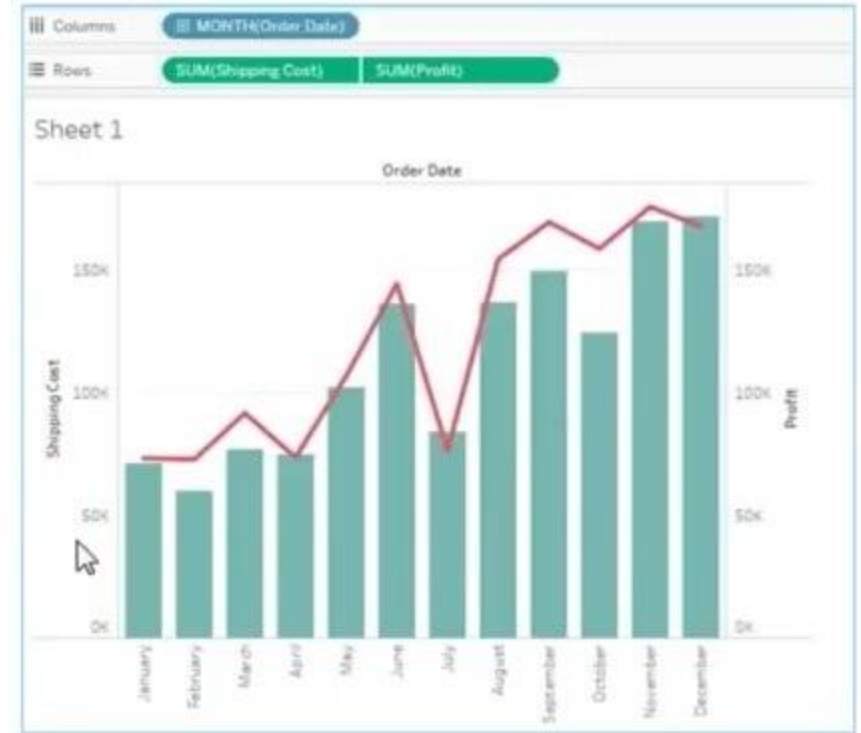 Columns
MONTH(Order Date)
Rows
SUM(Shipping Cost)
SUM(Profit)
Sheet 1
Order Date
Shipping Cost
150K
100K
50K
0K
150K
100K
50K
0K
Profit
January
February
March
April
May
June
July
August
September
October
November
December